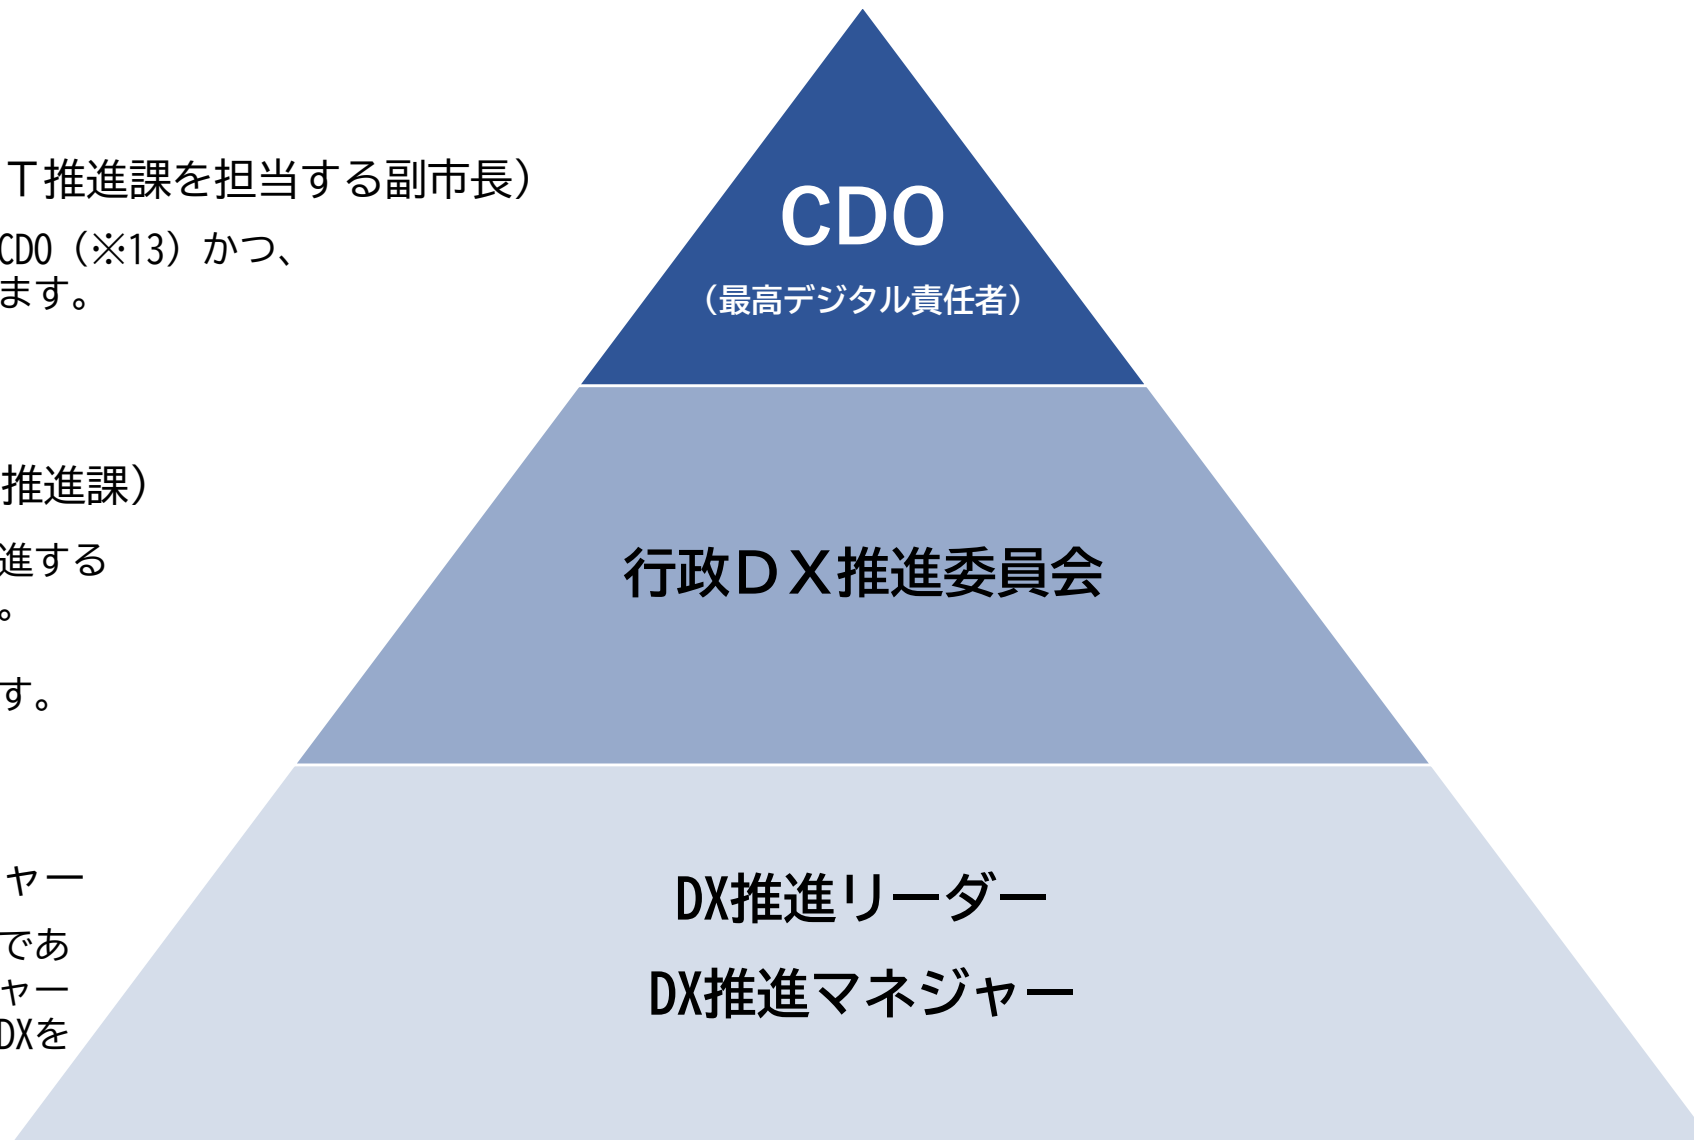 Ｔ推進課を担当する副市長）
CDO（※13）かつ、
ます。
推進課）
進する
。
す。
ャー
であ
ャー
DXを
CDO
（最高デジタル責任者）
行政ＤＸ推進委員会
DX推進リーダー
DX推進マネジャー